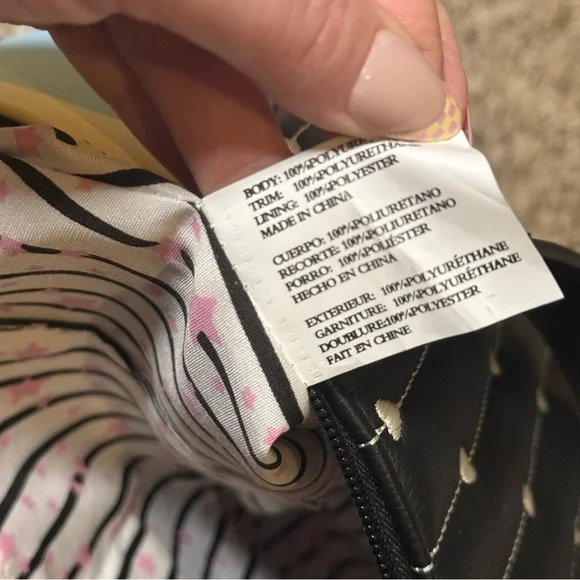 BODY: 100%POLYURETHANE
TRIM: 100%POLYURETHANE
LINING: 100%POLYESTER
MADE IN CHINA
CUERPO: 100%POLIURETANO
RECORTE: 100%POLIURETANO
FORRO: 100%POLIÉSTER
HECHO EN CHINA
EXTERIEUR: 100%POLYURÉTHANE
GARNITURE: 100%POLYURÉTHANE
DOUBLURE:100%POLYESTER
FAIT EN CHINE